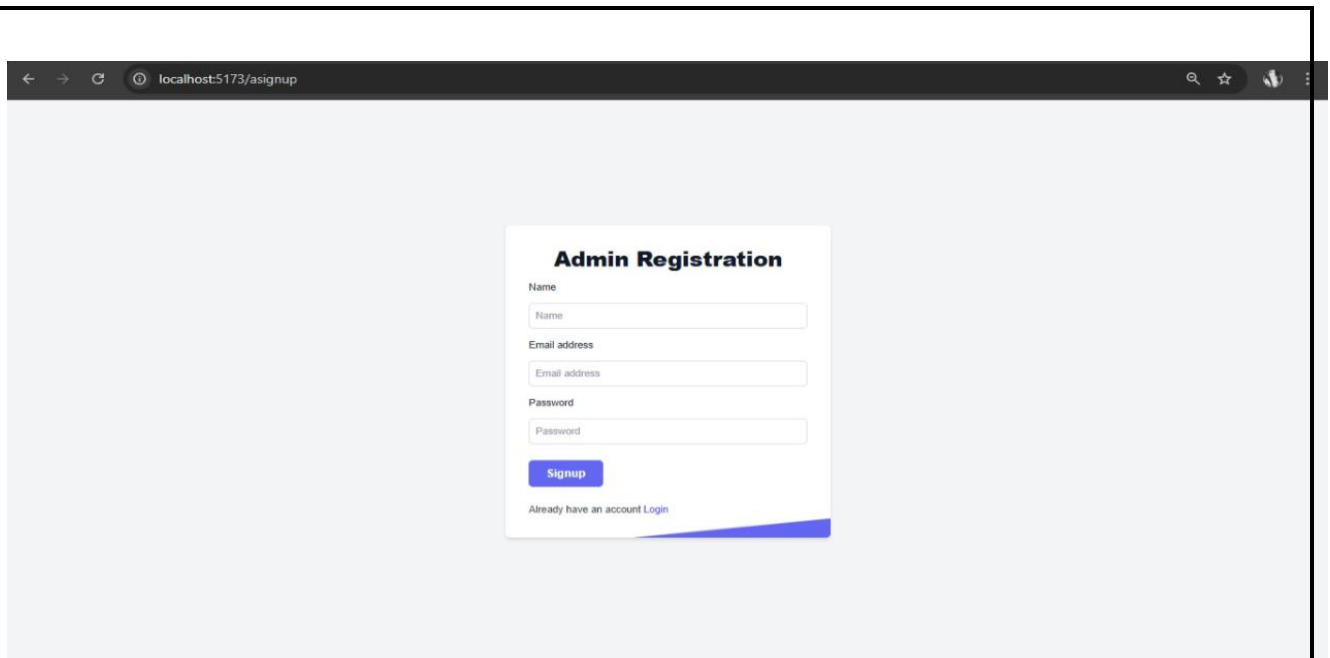 localhost:5173/asignup
Admin Registration
Name
Name
Email address
Email address
Password
Password
Signup
Already have an account Login